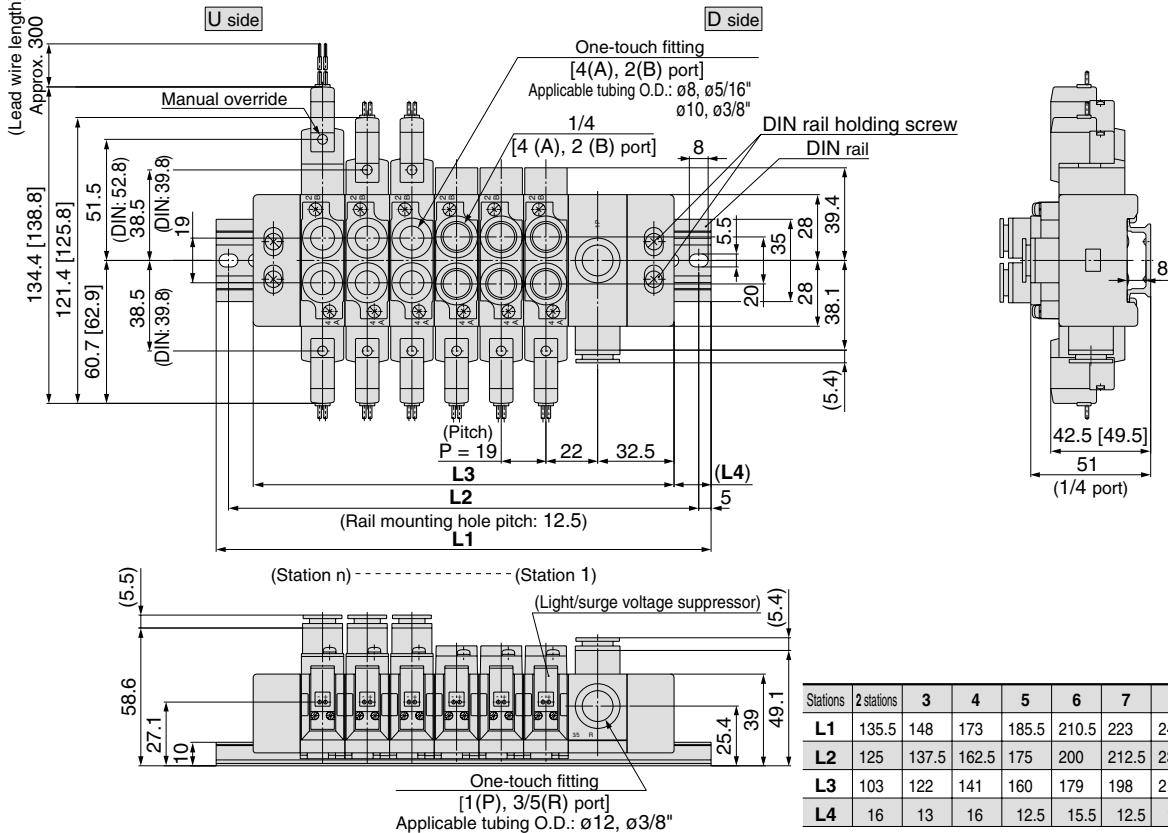 U side
D side
(Lead wire length)
Approx. 300
Manual override
One-touch fitting
[4(A), 2(B) port]
Applicable tubing O.D.: ø8, ø5/16"
ø10, ø3/8"
1/4
[4 (A), 2 (B) port]
DIN rail holding screw
DIN rail
8
134.4 [138.8]
121.4 [125.8]
60.7 [62.9]
51.5
(DIN: 52.8)
38.5
(DIN: 39.8)
19
38.5
(DIN: 39.8)
5.5
35
28
39.4
20
28
38.1
(5.4)
8
(Pitch)
P = 19
22
32.5
L3
(L4)
L2
5
(Rail mounting hole pitch: 12.5)
L1
42.5 [49.5]
51
(1/4 port)
(Station n)
(Station 1)
(Light/surge voltage suppressor)
(5.5)
58.6
27.1
10
(5.4)
25.4
39
49.1
One-touch fitting
[1(P), 3/5(R) port]
Applicable tubing O.D.: ø12, ø3/8"
Stations 2 stations 3 4 5 6 7
L1 135.5 148 173 185.5 210.5 223
L2 125 137.5 162.5 175 200 212.5
L3 103 122 141 160 179 198
L4 16 13 16 12.5 15.5 12.5